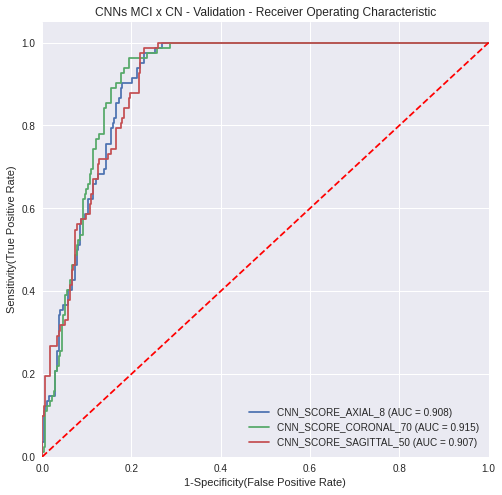 CNNs MCI x CN - Validation - Receiver Operating Characteristic
Sensitivity(True Positive Rate)
1.0
0.8
0.6
0.4
0.2
0.0
CNN_SCORE_AXIAL_8 (AUC = 0.908)
CNN_SCORE_CORONAL_70 (AUC = 0.915)
CNN_SCORE_SAGITTAL_50 (AUC = 0.907)
0.0 0.2 0.4 0.6 0.8 1.0
1-Specificity(False Positive Rate)